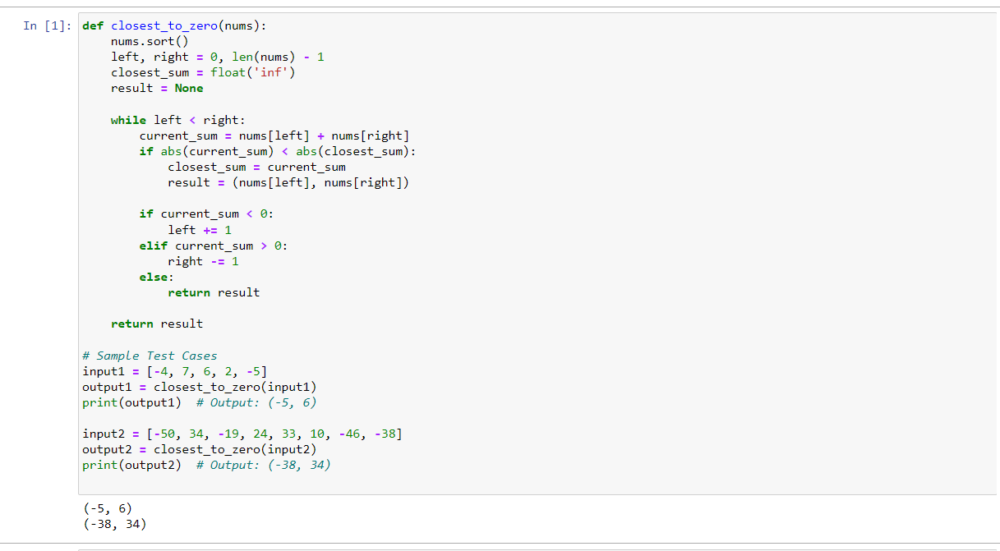 In [1]: def closest_to_zero(nums):
    nums.sort()
    left, right = 0, len(nums) - 1
    closest_sum = float('inf')
    result = None

    while left < right:
        current_sum = nums[left] + nums[right]
        if abs(current_sum) < abs(closest_sum):
            closest_sum = current_sum
            result = (nums[left], nums[right])

        if current_sum < 0:
            left += 1
        elif current_sum > 0:
            right -= 1
        else:
            return result

    return result

# Sample Test Cases
input1 = [-4, 7, 6, 2, -5]
output1 = closest_to_zero(input1)
print(output1)  # Output: (-5, 6)

input2 = [-50, 34, -19, 24, 33, 10, -46, -38]
output2 = closest_to_zero(input2)
print(output2)  # Output: (-38, 34)

(-5, 6)
(-38, 34)